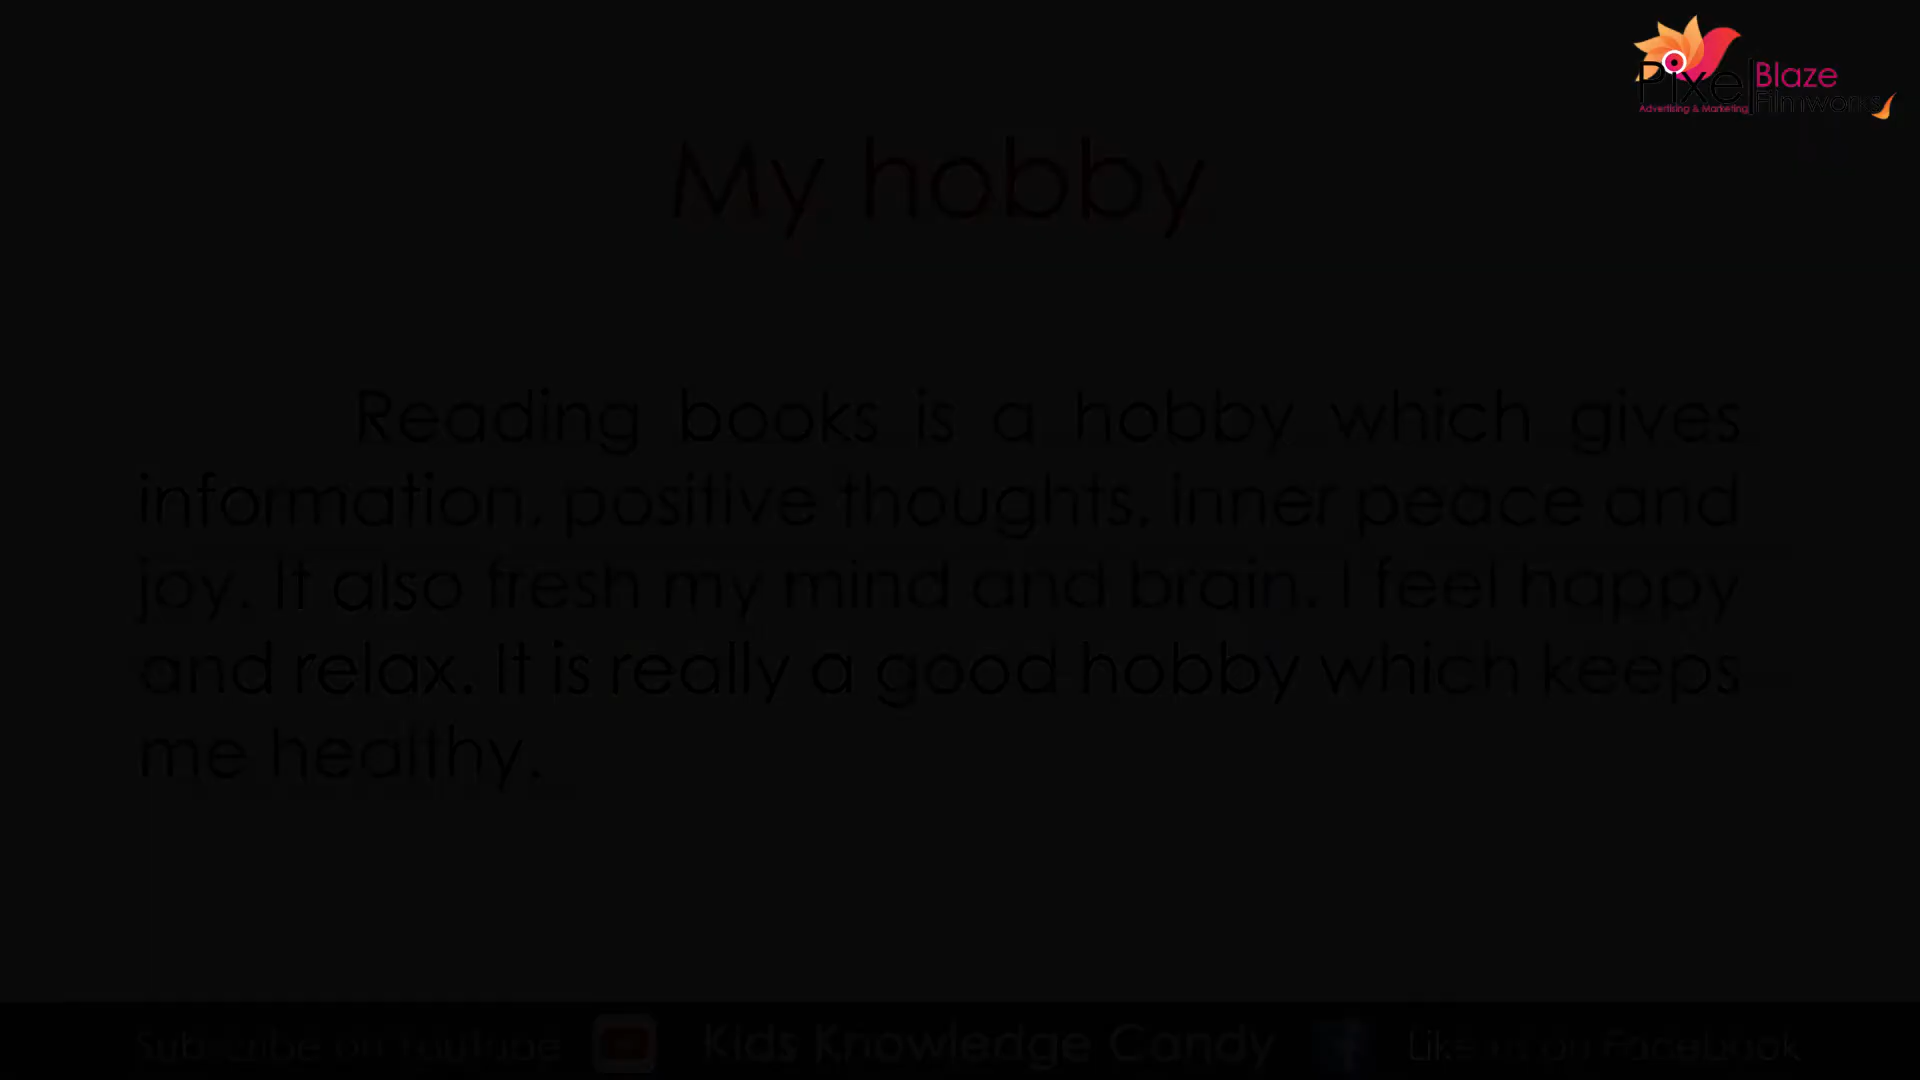 Pixel Blaze
Advertising & Marketing Filmworks
My hobby
Reading books is a hobby which gives
information, positive thoughts, inner peace and
joy. It also fresh my mind and brain. I feel happy
and relax. It is really a good hobby which keeps
me healthy.
Subscribe on Youtube Kids Knowledge Candy Like us on Facebook